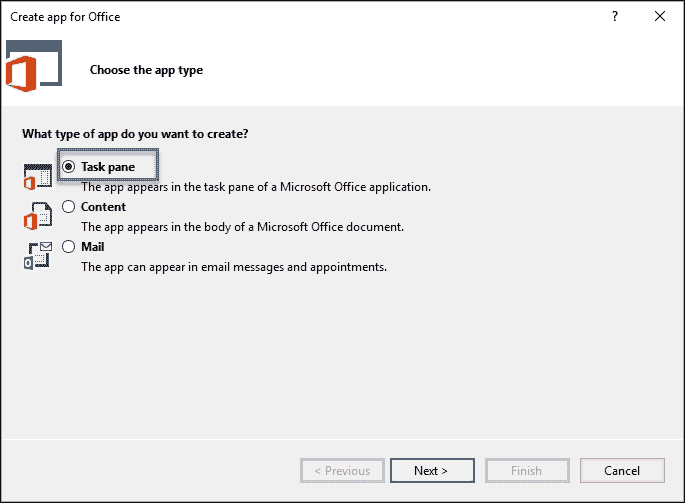 Create app for Office
?
Choose the app type
What type of app do you want to create?
Task pane
The app appears in the task pane of a Microsoft Office application.
Content
The app appears in the body of a Microsoft Office document.
Mail
The app can appear in email messages and appointments.
< Previous
Next >
Finish
Cancel